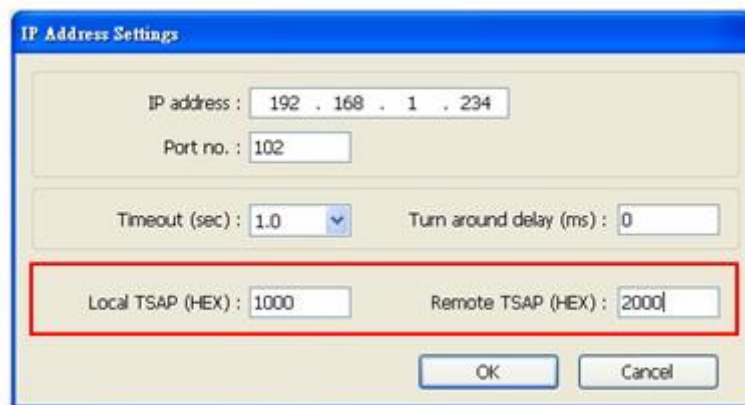 IP Address Settings
IP address : 192 . 168 . 1 . 234
Port no. : 102
Timeout (sec) : 1.0 Turn around delay (ms) : 0
Local TSAP (HEX) : 1000 Remote TSAP (HEX) : 2000
OK Cancel